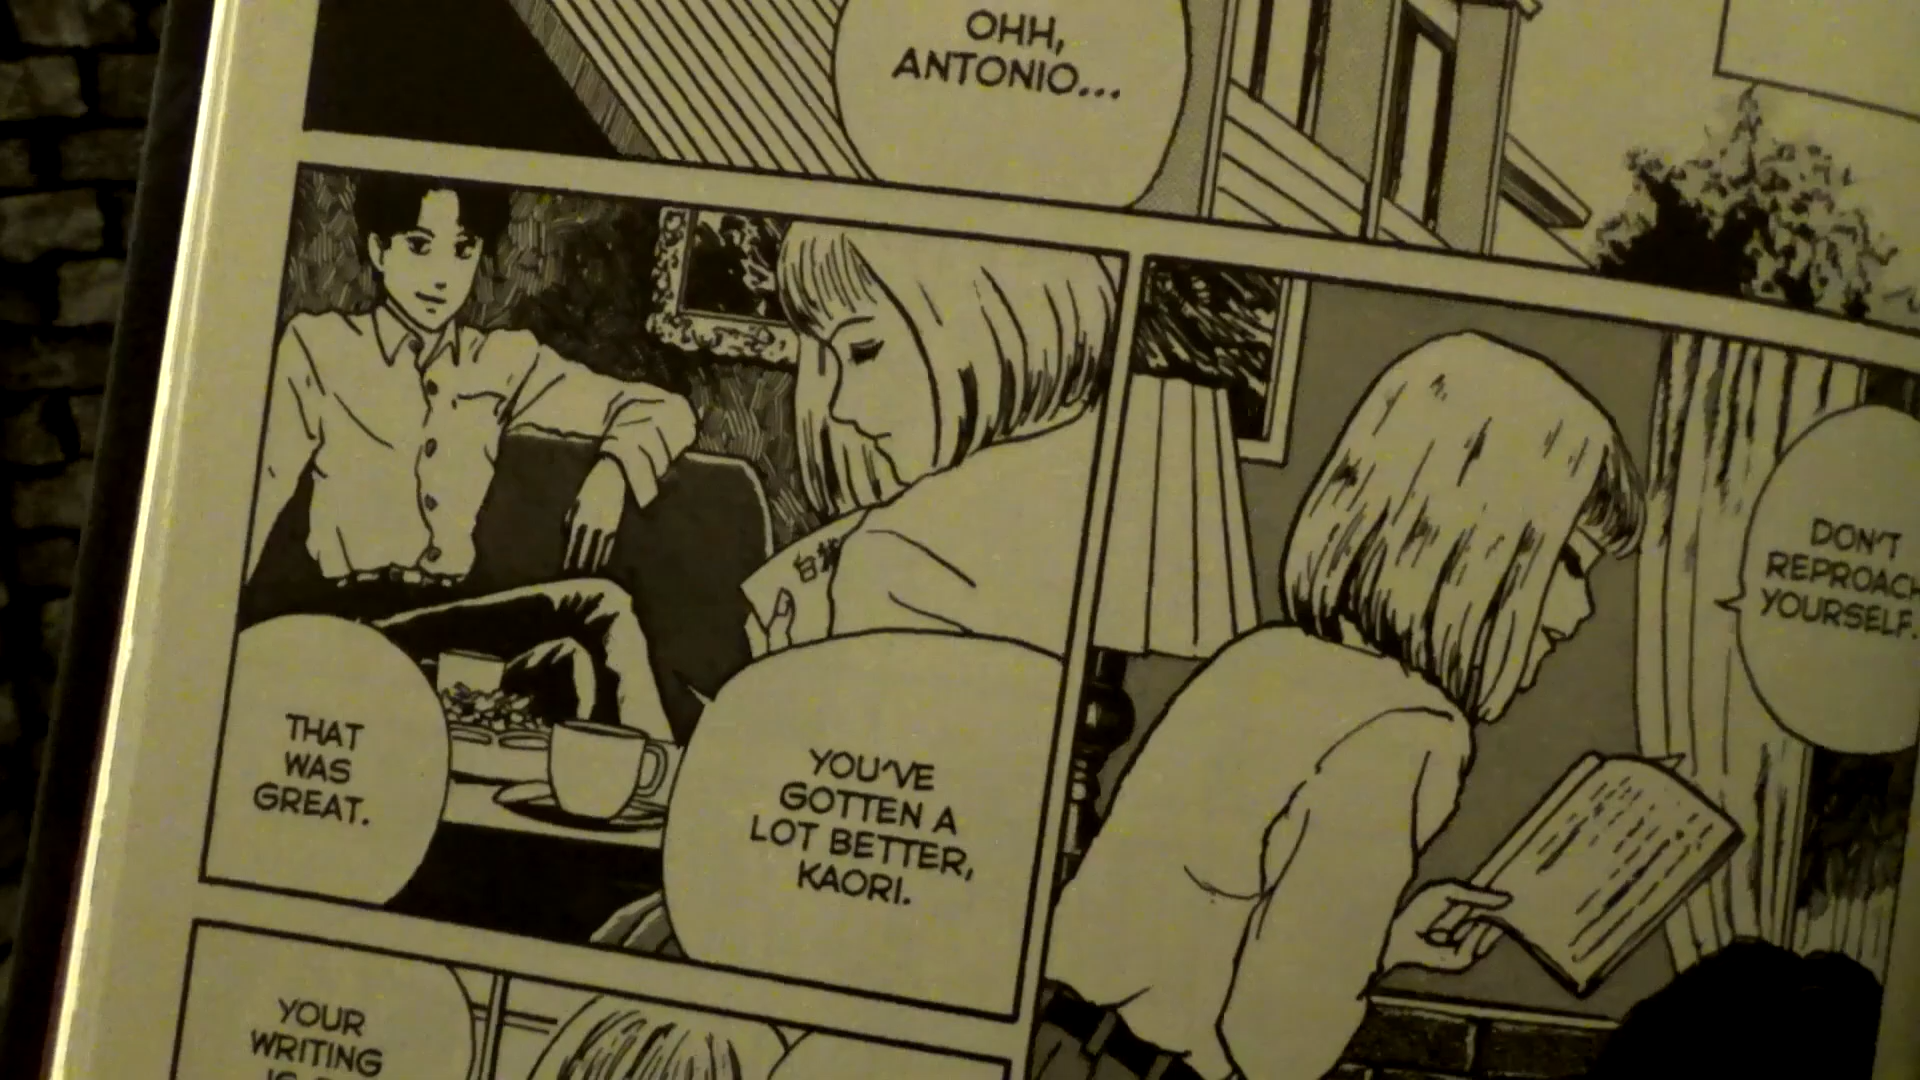 OHH,
ANTONIO...
DON'T
REPROACH
YOURSELF.
YOU'VE
GOTTEN A
LOT BETTER,
KAORI.
THAT
WAS
GREAT.
YOUR
WRITING